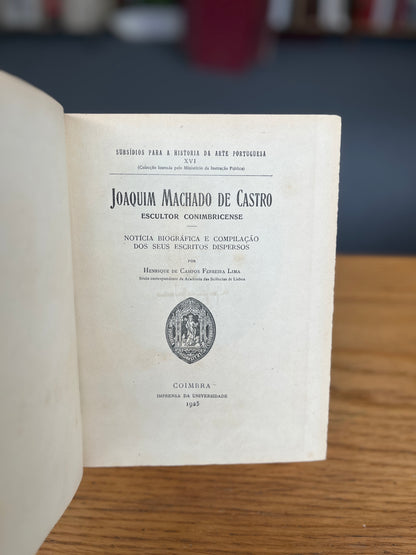 SUBSÍDIOS PARA A HISTORIA DA ARTE PORTUGUESA
XVI
(Colecção iniciada pelo Ministério da Instrução Pública)
JOAQUIM MACHADO DE CASTRO
ESCULTOR CONIMBRICENSE
NOTÍCIA BIOGRÁFICA E COMPILAÇÃO
DOS SEUS ESCRITOS DISPERSOS
POR
HENRIQUE DE CAMPOS FERREIRA LIMA
Sócio correspondente da Academia das Sciências de Lisboa
COIMBRA
IMPRENSA DA UNIVERSIDADE
1925